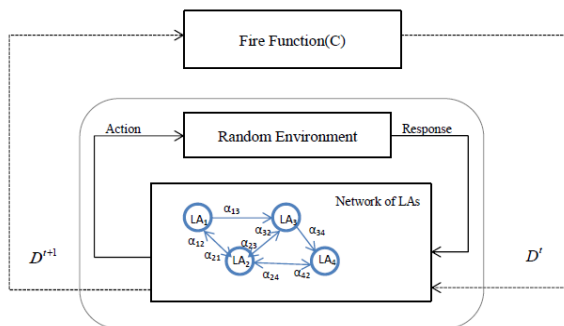 Fire Function(C)
Action
Random Environment
Response
Network of LAs
LA1
α13
LA3
α12
α32
α34
α21
α23
LA2
LA4
α24
α42
D^{t+1}
D^t